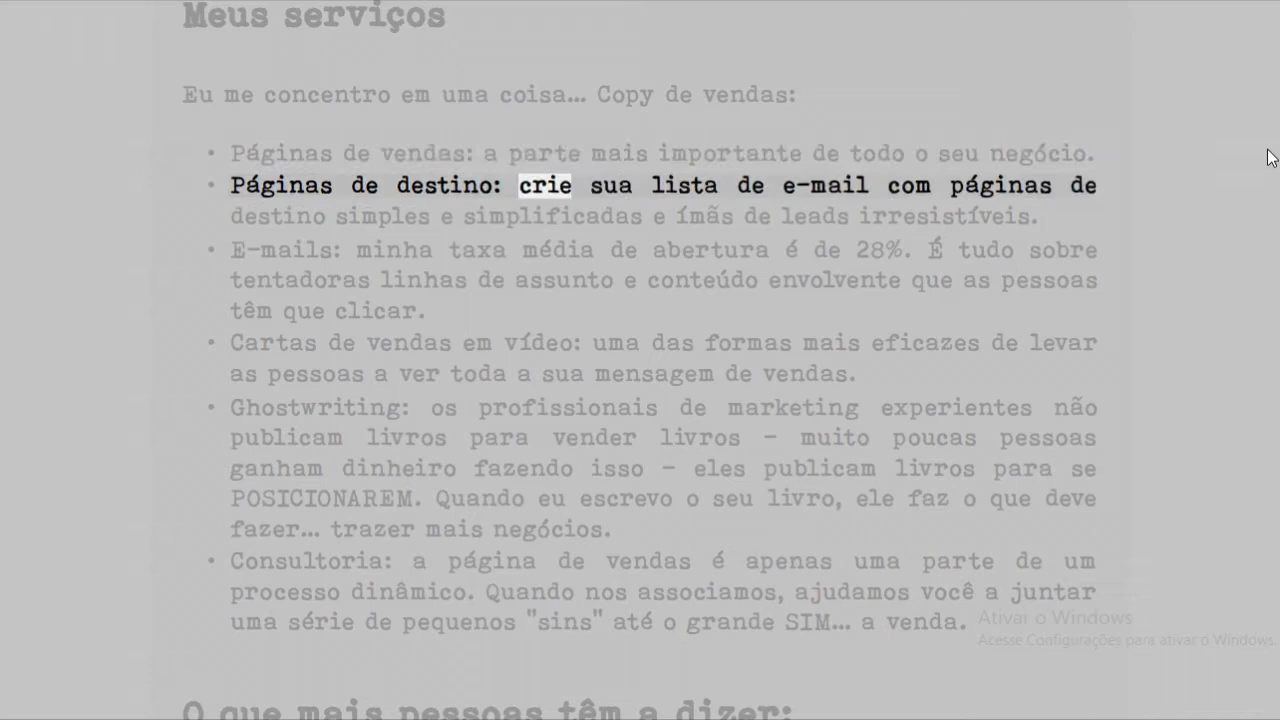 Meus serviços
Eu me concentro em uma coisa... Copy de vendas:
• Páginas de vendas: a parte mais importante de todo o seu negócio.
• Páginas de destino: crie sua lista de e-mail com páginas de
destino simples e simplificadas e ímãs de leads irresistíveis.
• E-mails: minha taxa média de abertura é de 28%. É tudo sobre
tentadoras linhas de assunto e conteúdo envolvente que as pessoas
têm que clicar.
• Cartas de vendas em vídeo: uma das formas mais eficazes de levar
as pessoas a ver toda a sua mensagem de vendas.
• Ghostwriting: os profissionais de marketing experientes não
publicam livros para vender livros – muito poucas pessoas
ganham dinheiro fazendo isso – eles publicam livros para se
POSICIONAREM. Quando eu escrevo o seu livro, ele faz o que deve
fazer... trazer mais negócios.
• Consultoria: a página de vendas é apenas uma parte de um
processo dinâmico. Quando nos associamos, ajudamos você a juntar
uma série de pequenos "sins" até o grande SIM... a venda.
Ativar o Windows
Acesse Configurações para ativar o Windows.
O que mais pessoas têm a dizer: